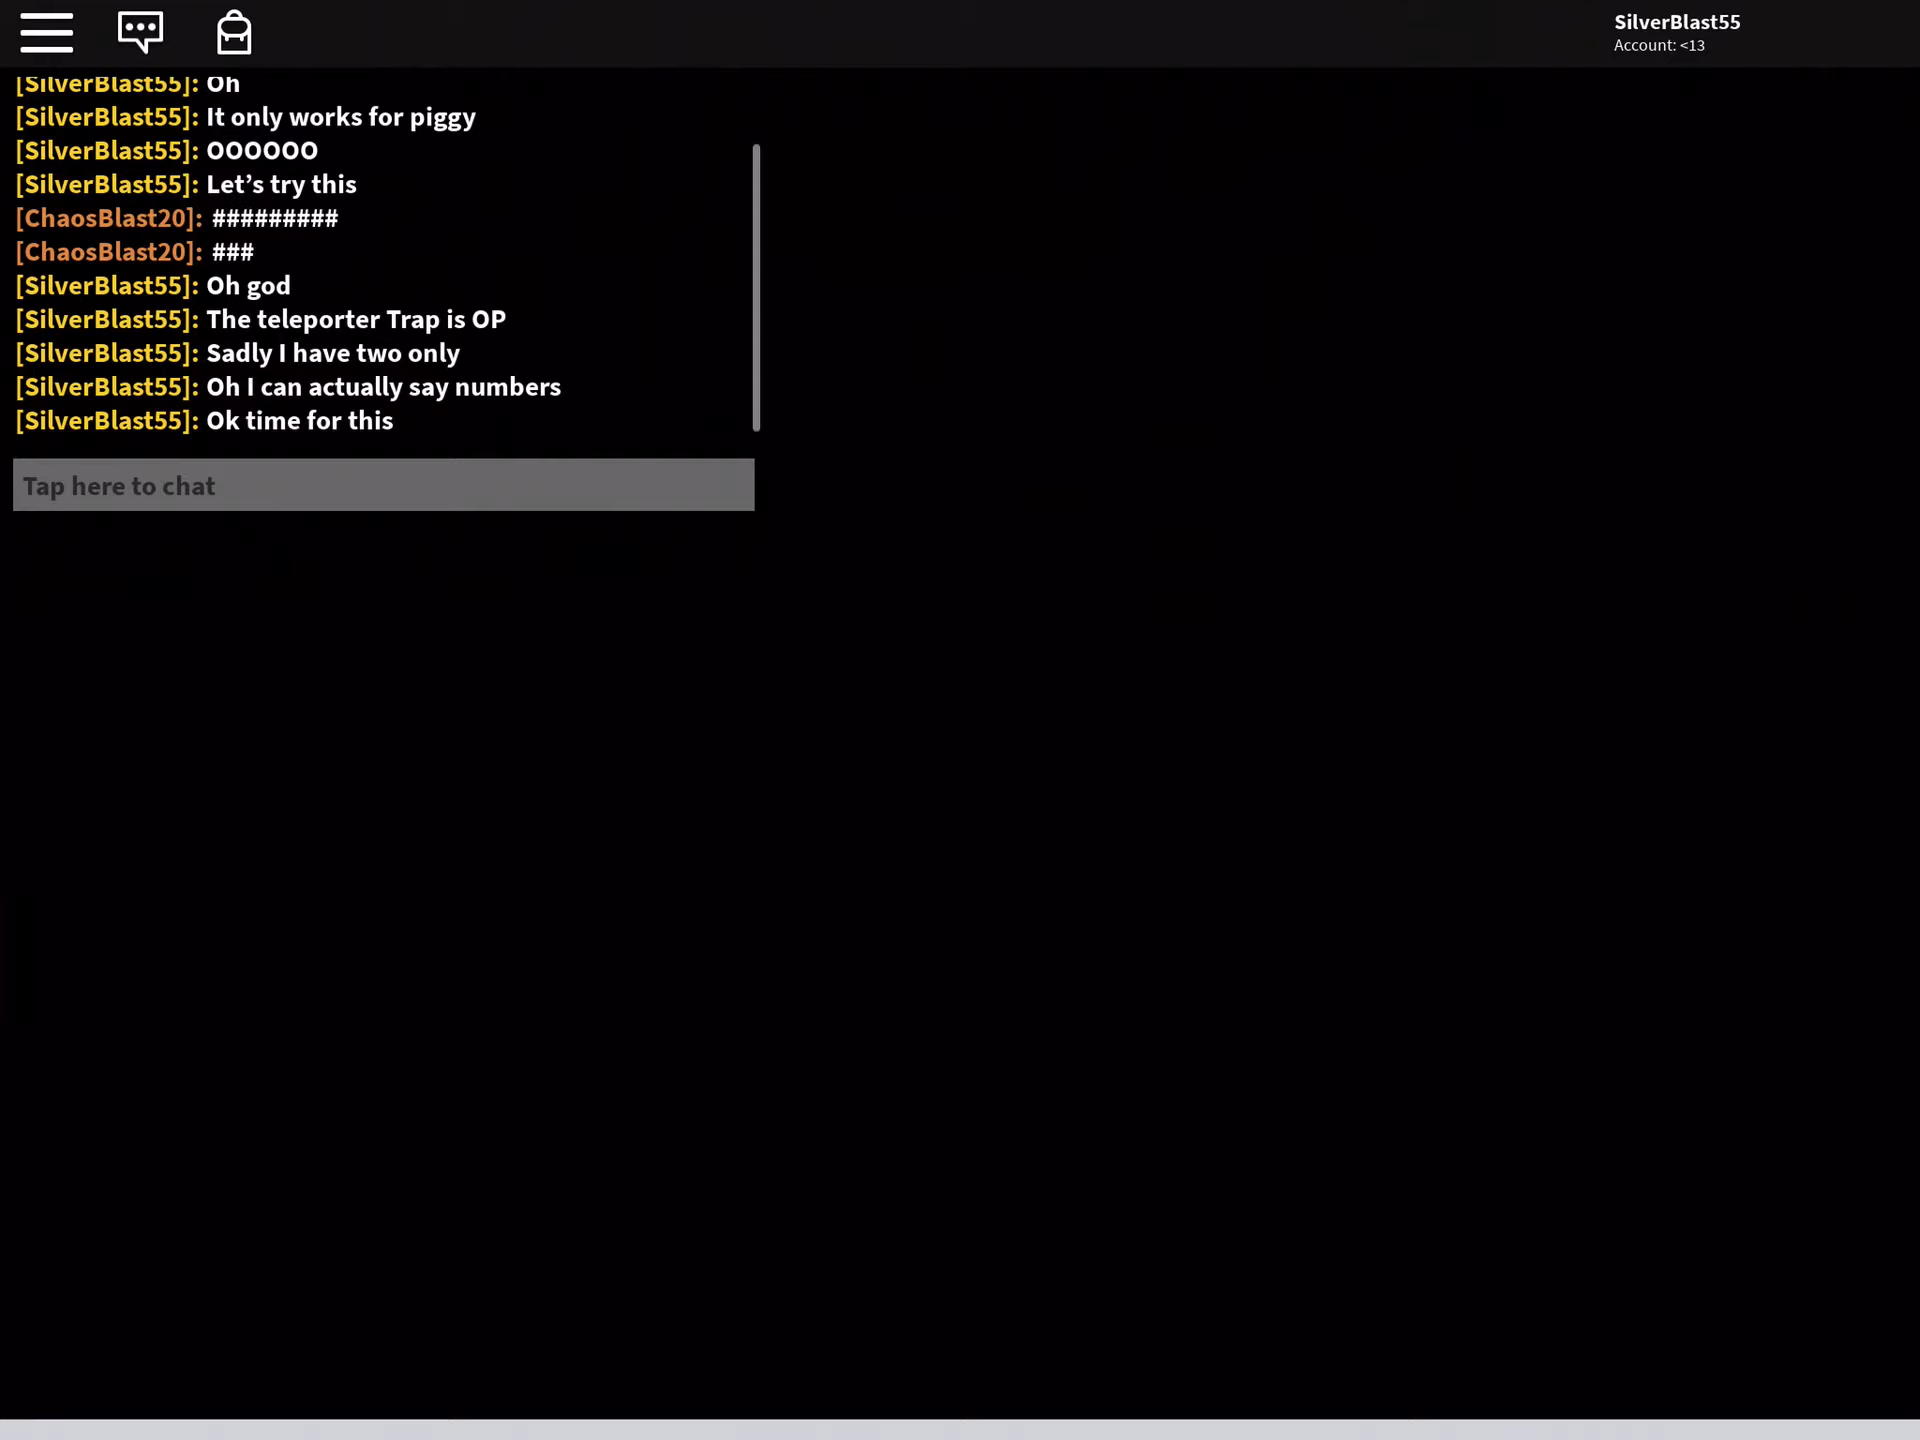 SilverBlast55
Account: <13
[SilverBlast55]: Oh
[SilverBlast55]: It only works for piggy
[SilverBlast55]: OOOOOO
[SilverBlast55]: Let’s try this
[ChaosBlast20]: #########
[ChaosBlast20]: ###
[SilverBlast55]: Oh god
[SilverBlast55]: The teleporter Trap is OP
[SilverBlast55]: Sadly I have two only
[SilverBlast55]: Oh I can actually say numbers
[SilverBlast55]: Ok time for this
Tap here to chat